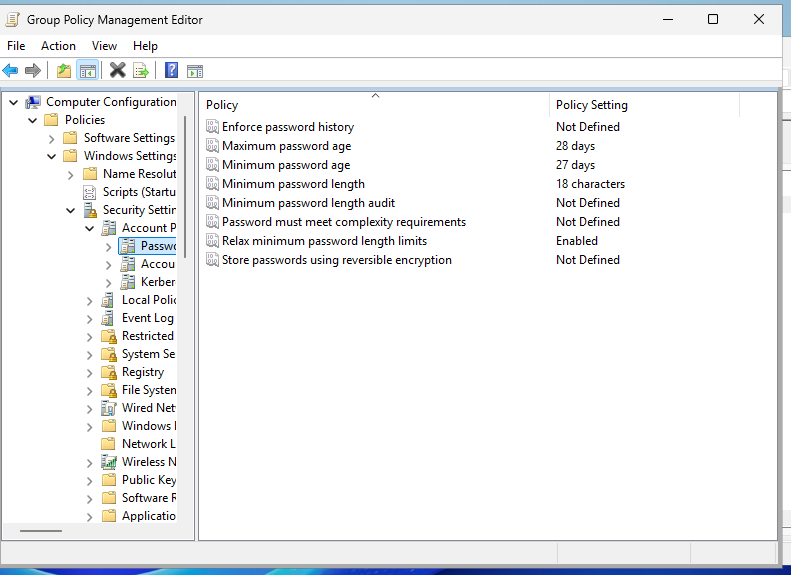 Group Policy Management Editor
File Action View Help
Computer Configuration
Policies
Software Settings
Windows Settings
Name Resolut
Scripts (Startu
Security Settin
Account P
Passwo
Accou
Kerber
Local Polic
Event Log
Restricted
System Se
Registry
File System
Wired Net
Windows
Network L
Wireless N
Public Key
Software R
Applicatio
Policy Policy Setting
Enforce password history Not Defined
Maximum password age 28 days
Minimum password age 27 days
Minimum password length 18 characters
Minimum password length audit Not Defined
Password must meet complexity requirements Not Defined
Relax minimum password length limits Enabled
Store passwords using reversible encryption Not Defined